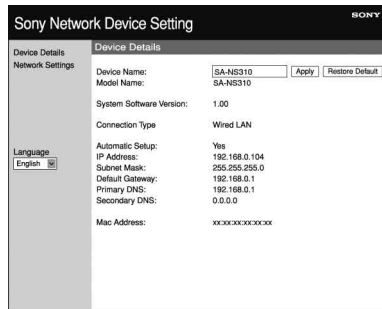 SONY
Sony Network Device Setting
Device Details
Network Settings
Language
English
Device Details
Device Name: SA-NS310 Apply Restore Default
Model Name: SA-NS310
System Software Version: 1.00
Connection Type Wired LAN
Automatic Setup: Yes
IP Address: 192.168.0.104
Subnet Mask: 255.255.255.0
Default Gateway: 192.168.0.1
Primary DNS: 192.168.0.1
Secondary DNS: 0.0.0.0
Mac Address: xx:xx:xx:xx:xx:xx